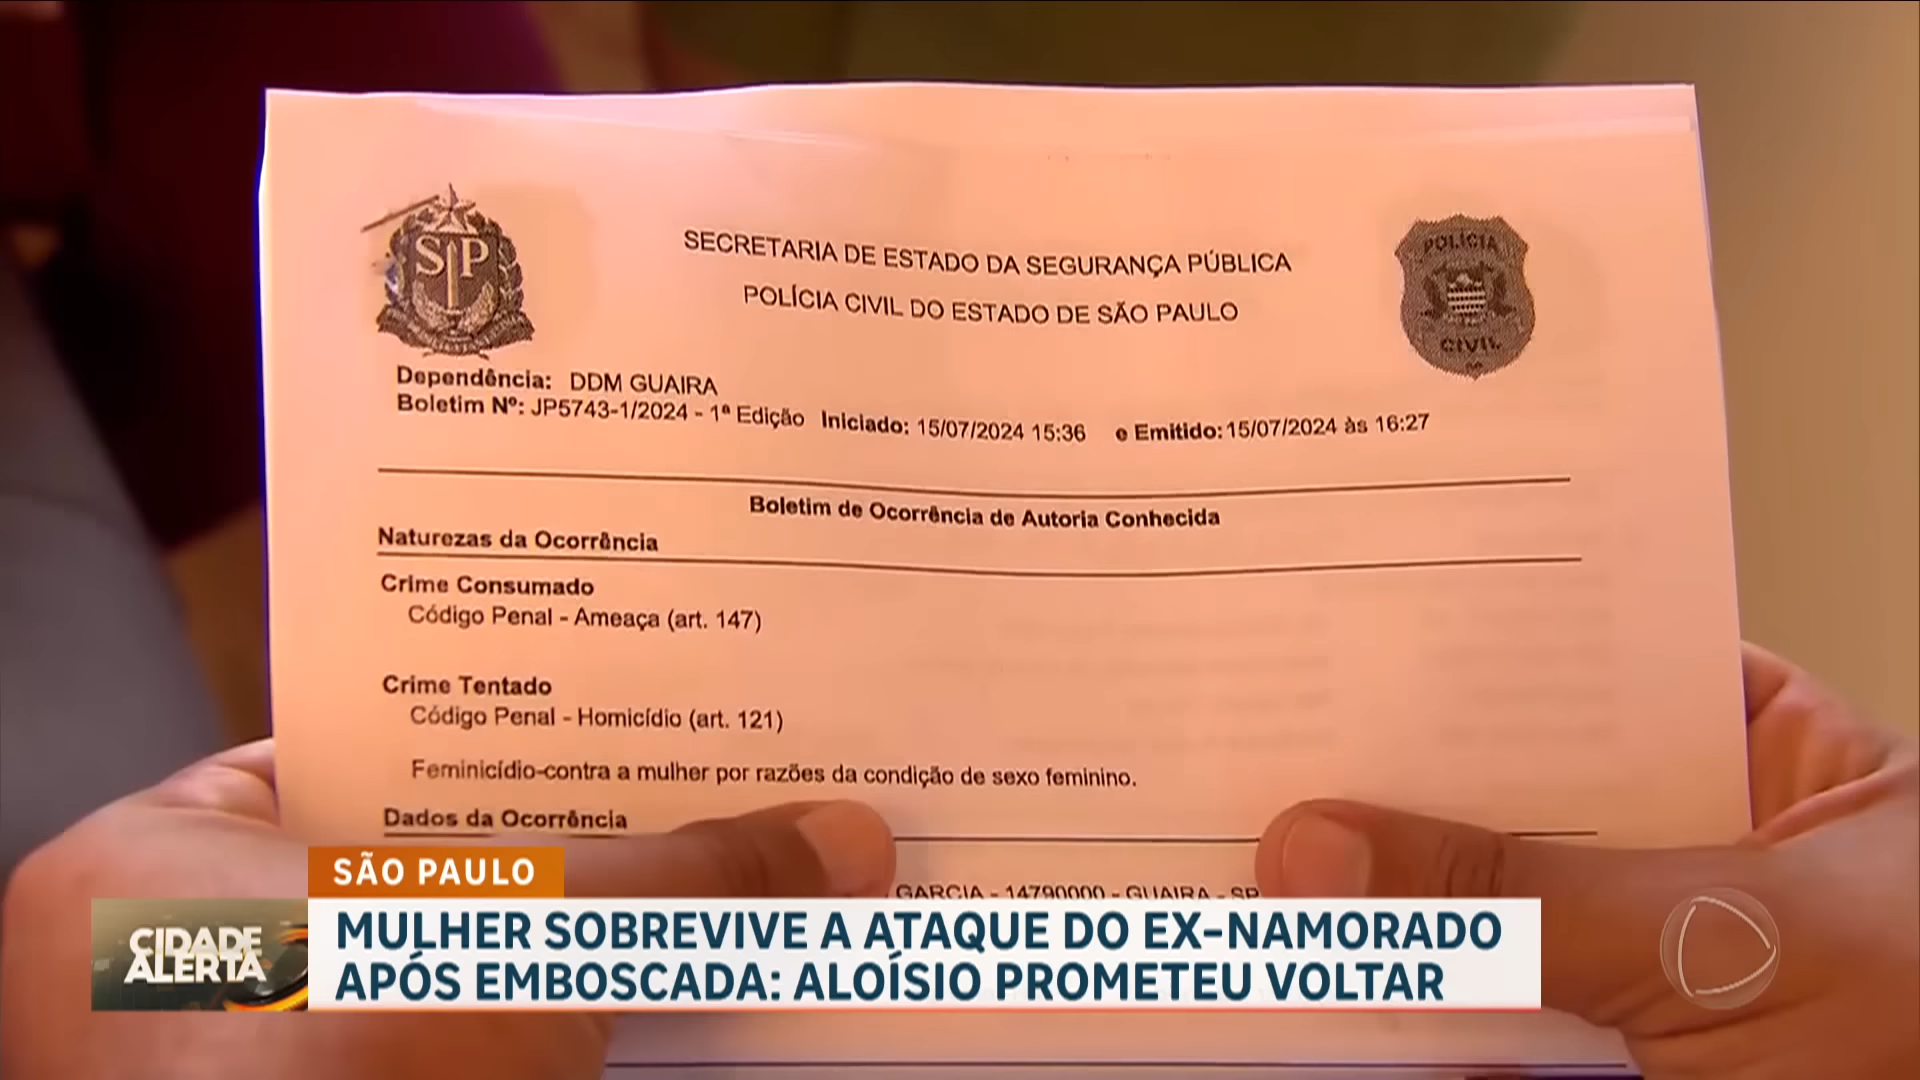 SP
SECRETARIA DE ESTADO DA SEGURANÇA PÚBLICA
POLÍCIA CIVIL DO ESTADO DE SÃO PAULO
POLÍCIA
CIVIL
Dependência: DDM GUAIRA
Boletim Nº: JP5743-1/2024 - 1ª Edição Iniciado: 15/07/2024 15:36 e Emitido: 15/07/2024 às 16:27
Boletim de Ocorrência de Autoria Conhecida
Naturezas da Ocorrência
Crime Consumado
Código Penal - Ameaça (art. 147)
Crime Tentado
Código Penal - Homicídio (art. 121)
Feminicídio-contra a mulher por razões da condição de sexo feminino.
Dados da Ocorrência
GARCIA - 14790000 - GUAIRA - SP
SÃO PAULO
CIDADE
ALERTA
MULHER SOBREVIVE A ATAQUE DO EX-NAMORADO
APÓS EMBOSCADA: ALOÍSIO PROMETEU VOLTAR